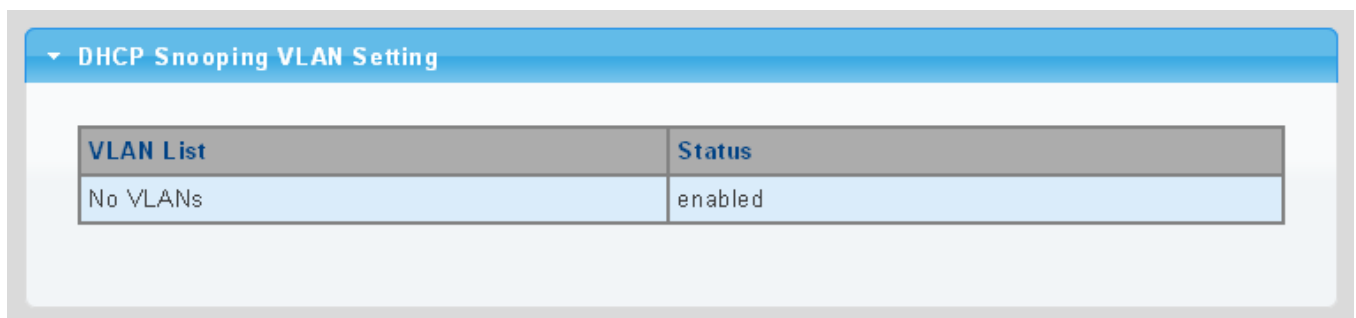 DHCP Snooping VLAN Setting
VLAN List Status
No VLANs enabled